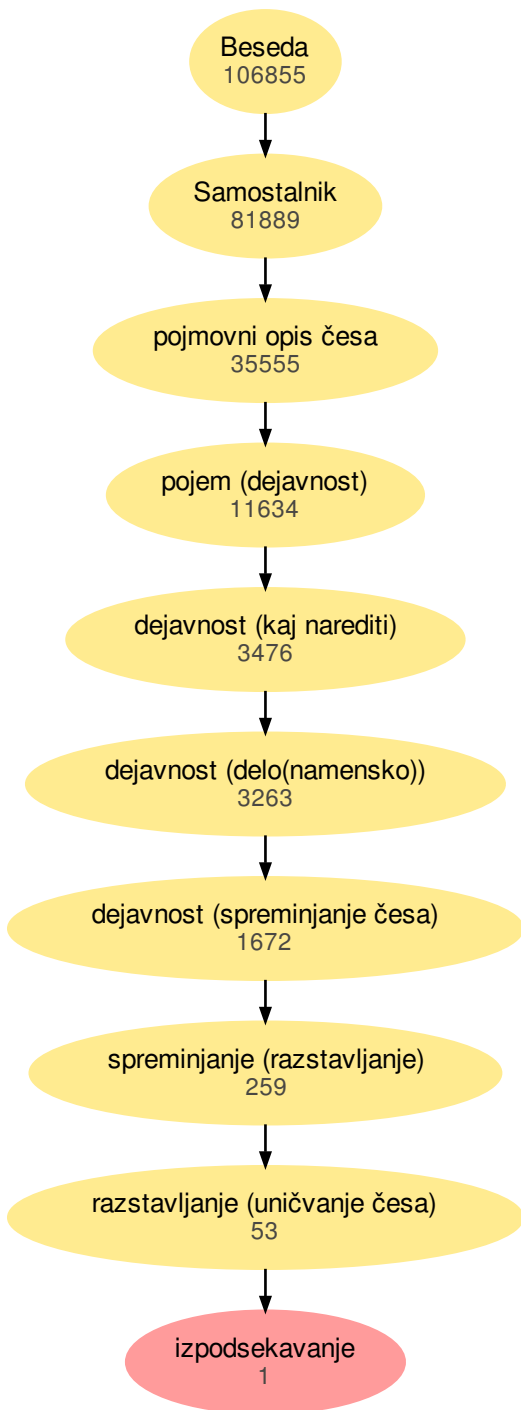 Beseda
106855
Samostalnik
81889
pojmovni opis česa
35555
pojem (dejavnost)
11634
dejavnost (kaj narediti)
3476
dejavnost (delo(namensko))
3263
dejavnost (spreminjanje česa)
1672
spreminjanje (razstavljanje)
259
razstavljanje (uničvanje česa)
53
izpodsekavanje
1